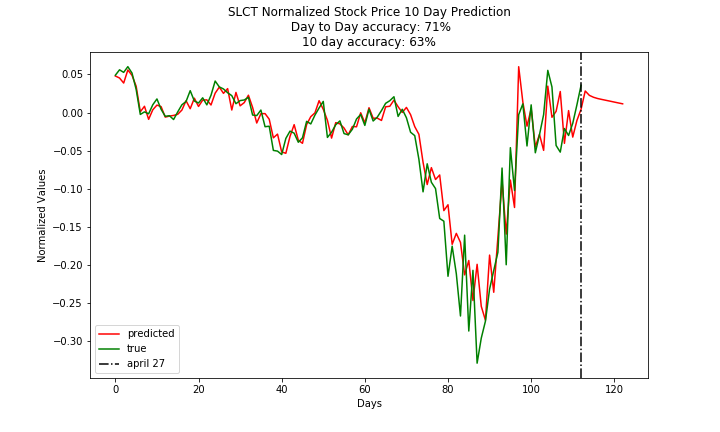 SLCT Normalized Stock Price 10 Day Prediction
Day to Day accuracy: 71%
10 day accuracy: 63%
0.05
0.00
−0.05
−0.10
−0.15
−0.20
−0.25
−0.30
Normalized Values
predicted
true
april 27
0 20 40 60 80 100 120
Days